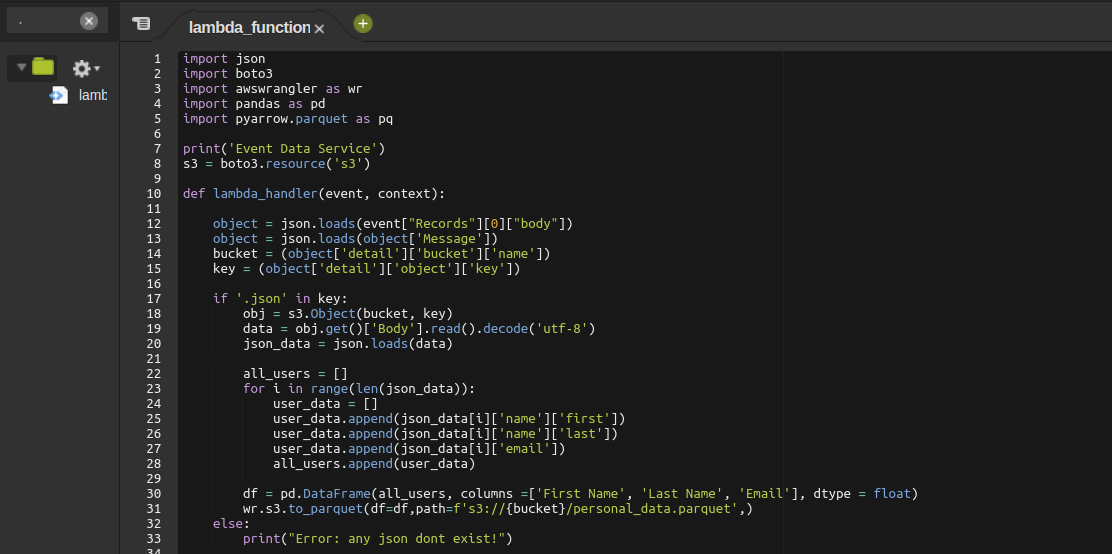 .
lambda_function
lamb
1 import json
2 import boto3
3 import awswrangler as wr
4 import pandas as pd
5 import pyarrow.parquet as pq
6
7 print('Event Data Service')
8 s3 = boto3.resource('s3')
9
10 def lambda_handler(event, context):
11
12     object = json.loads(event["Records"][0]["body"])
13     object = json.loads(object['Message'])
14     bucket = (object['detail']['bucket']['name'])
15     key = (object['detail']['object']['key'])
16
17     if '.json' in key:
18         obj = s3.Object(bucket, key)
19         data = obj.get()['Body'].read().decode('utf-8')
20         json_data = json.loads(data)
21
22         all_users = []
23         for i in range(len(json_data)):
24             user_data = []
25             user_data.append(json_data[i]['name']['first'])
26             user_data.append(json_data[i]['name']['last'])
27             user_data.append(json_data[i]['email'])
28             all_users.append(user_data)
29
30         df = pd.DataFrame(all_users, columns =['First Name', 'Last Name', 'Email'], dtype = float)
31         wr.s3.to_parquet(df=df,path=f's3://{bucket}/personal_data.parquet',)
32     else:
33         print("Error: any json dont exist!")
34